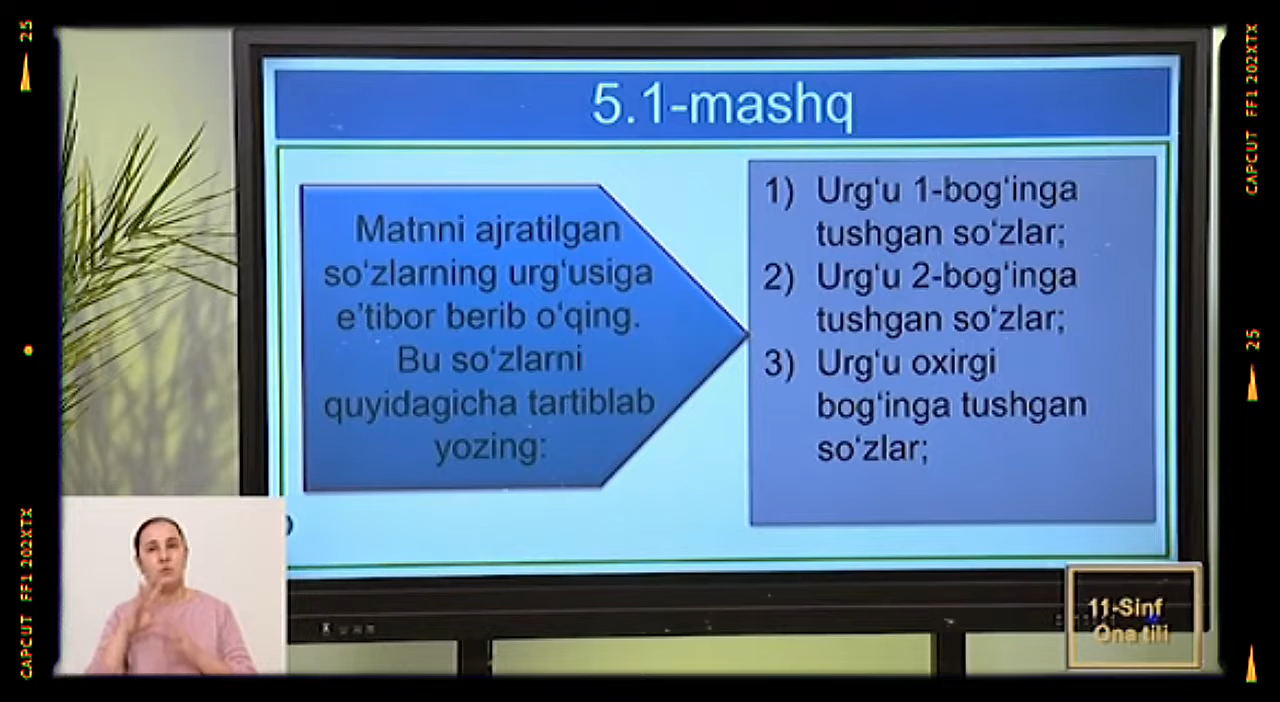 5.1-mashq
Matnni ajratilgan
so‘zlarning urg‘usiga
e’tibor berib o‘qing.
Bu so‘zlarni
quyidagicha tartiblab
yozing:
1) Urg‘u 1-bog‘inga
tushgan so‘zlar;
2) Urg‘u 2-bog‘inga
tushgan so‘zlar;
3) Urg‘u oxirgi
bog‘inga tushgan
so‘zlar;
11-Sinf
Ona tili
25
CAPCUT FF1 202XTX
CAPCUT FF1 202XTX
25